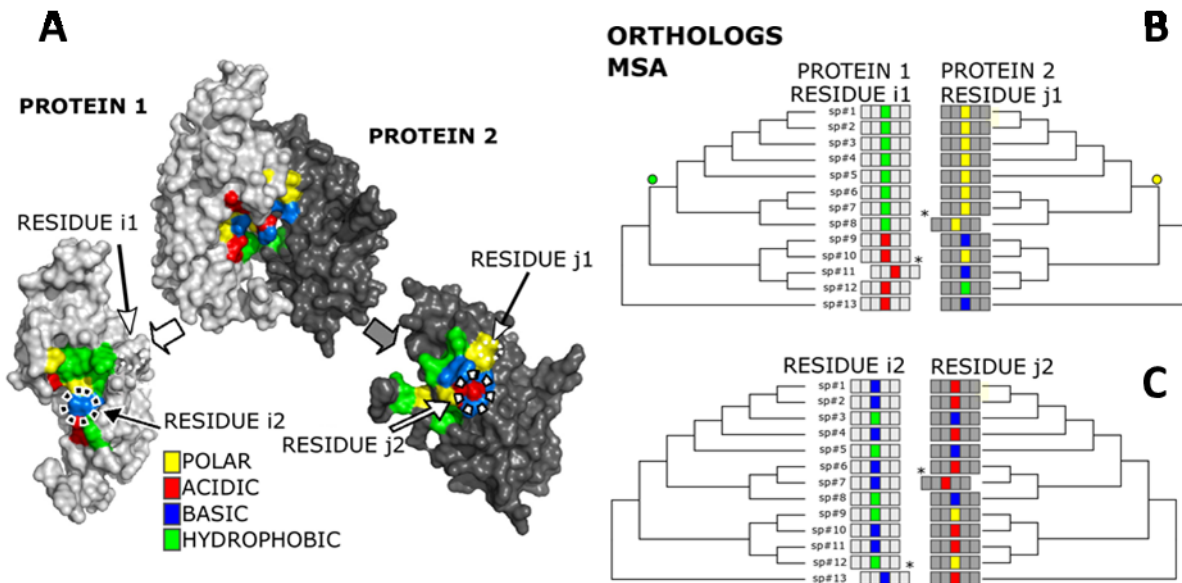 A
PROTEIN 1
PROTEIN 2
RESIDUE i1
RESIDUE j1
RESIDUE i2
RESIDUE j2
POLAR
ACIDIC
BASIC
HYDROPHOBIC
B
ORTHOLOGS
MSA
PROTEIN 1
RESIDUE i1
PROTEIN 2
RESIDUE j1
sp#1
sp#2
sp#3
sp#4
sp#5
sp#6
sp#7
*
sp#8
sp#9
sp#10
*
sp#11
sp#12
sp#13
C
RESIDUE i2
RESIDUE j2
sp#1
sp#2
sp#3
sp#4
sp#5
sp#6
*
sp#7
sp#8
sp#9
sp#10
sp#11
sp#12
*
sp#13